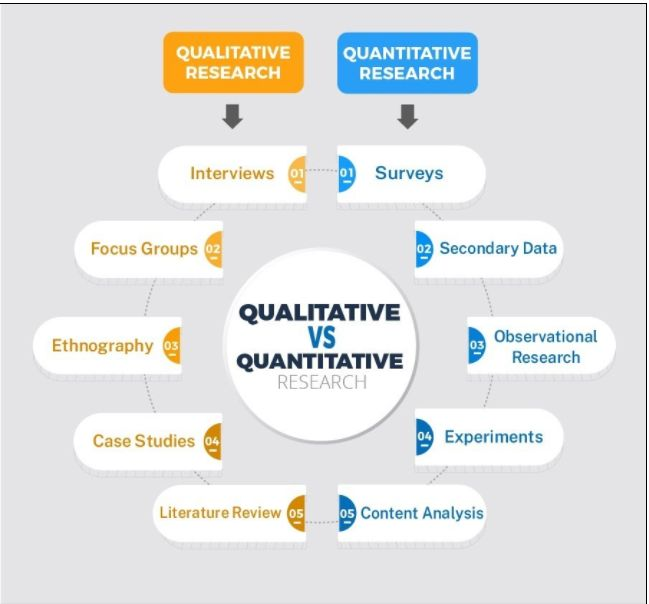 QUALITATIVE
RESEARCH
QUANTITATIVE
RESEARCH
Interviews 01
01 Surveys
Focus Groups 02
02 Secondary Data
Ethnography 03
03 Observational
Research
Case Studies 04
04 Experiments
Literature Review 05
05 Content Analysis
QUALITATIVE
VS
QUANTITATIVE
RESEARCH